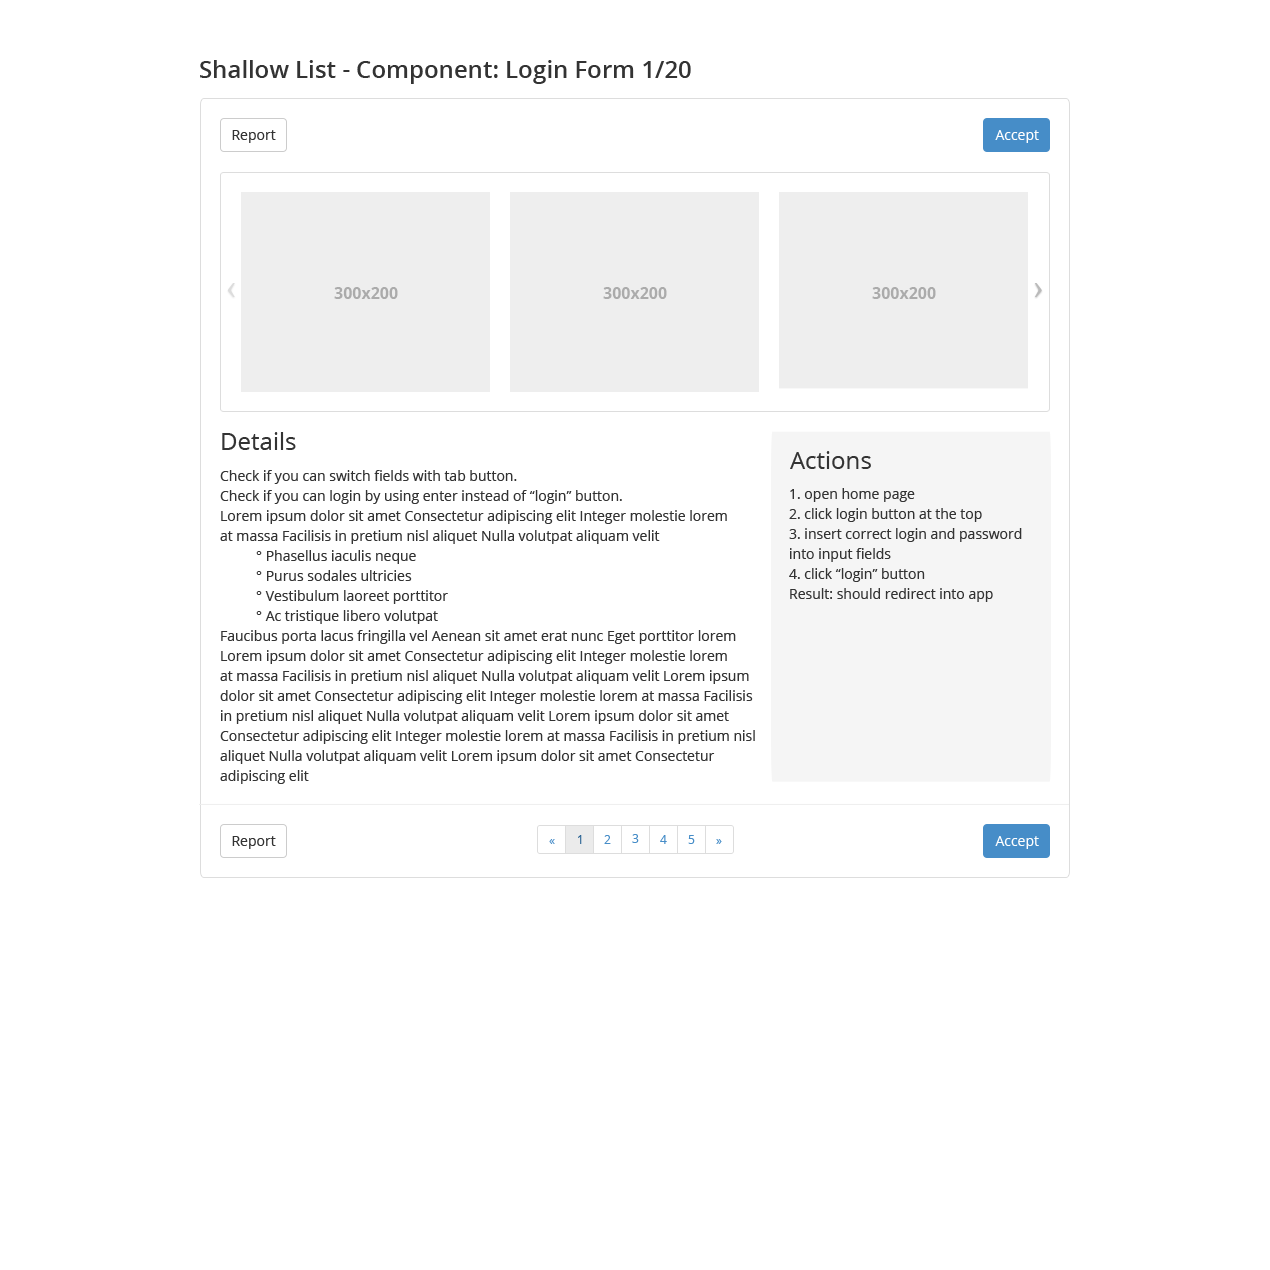 Shallow List - Component: Login Form 1/20
Report
Accept
‹
300x200
300x200
300x200
›
Details
Check if you can switch fields with tab button.
Check if you can login by using enter instead of “login” button.
Lorem ipsum dolor sit amet Consectetur adipiscing elit Integer molestie lorem
at massa Facilisis in pretium nisl aliquet Nulla volutpat aliquam velit
° Phasellus iaculis neque
° Purus sodales ultricies
° Vestibulum laoreet porttitor
° Ac tristique libero volutpat
Faucibus porta lacus fringilla vel Aenean sit amet erat nunc Eget porttitor lorem
Lorem ipsum dolor sit amet Consectetur adipiscing elit Integer molestie lorem
at massa Facilisis in pretium nisl aliquet Nulla volutpat aliquam velit Lorem ipsum
dolor sit amet Consectetur adipiscing elit Integer molestie lorem at massa Facilisis
in pretium nisl aliquet Nulla volutpat aliquam velit Lorem ipsum dolor sit amet
Consectetur adipiscing elit Integer molestie lorem at massa Facilisis in pretium nisl
aliquet Nulla volutpat aliquam velit Lorem ipsum dolor sit amet Consectetur
adipiscing elit
Actions
1. open home page
2. click login button at the top
3. insert correct login and password
into input fields
4. click “login” button
Result: should redirect into app
Report
« 1 2 3 4 5 »
Accept